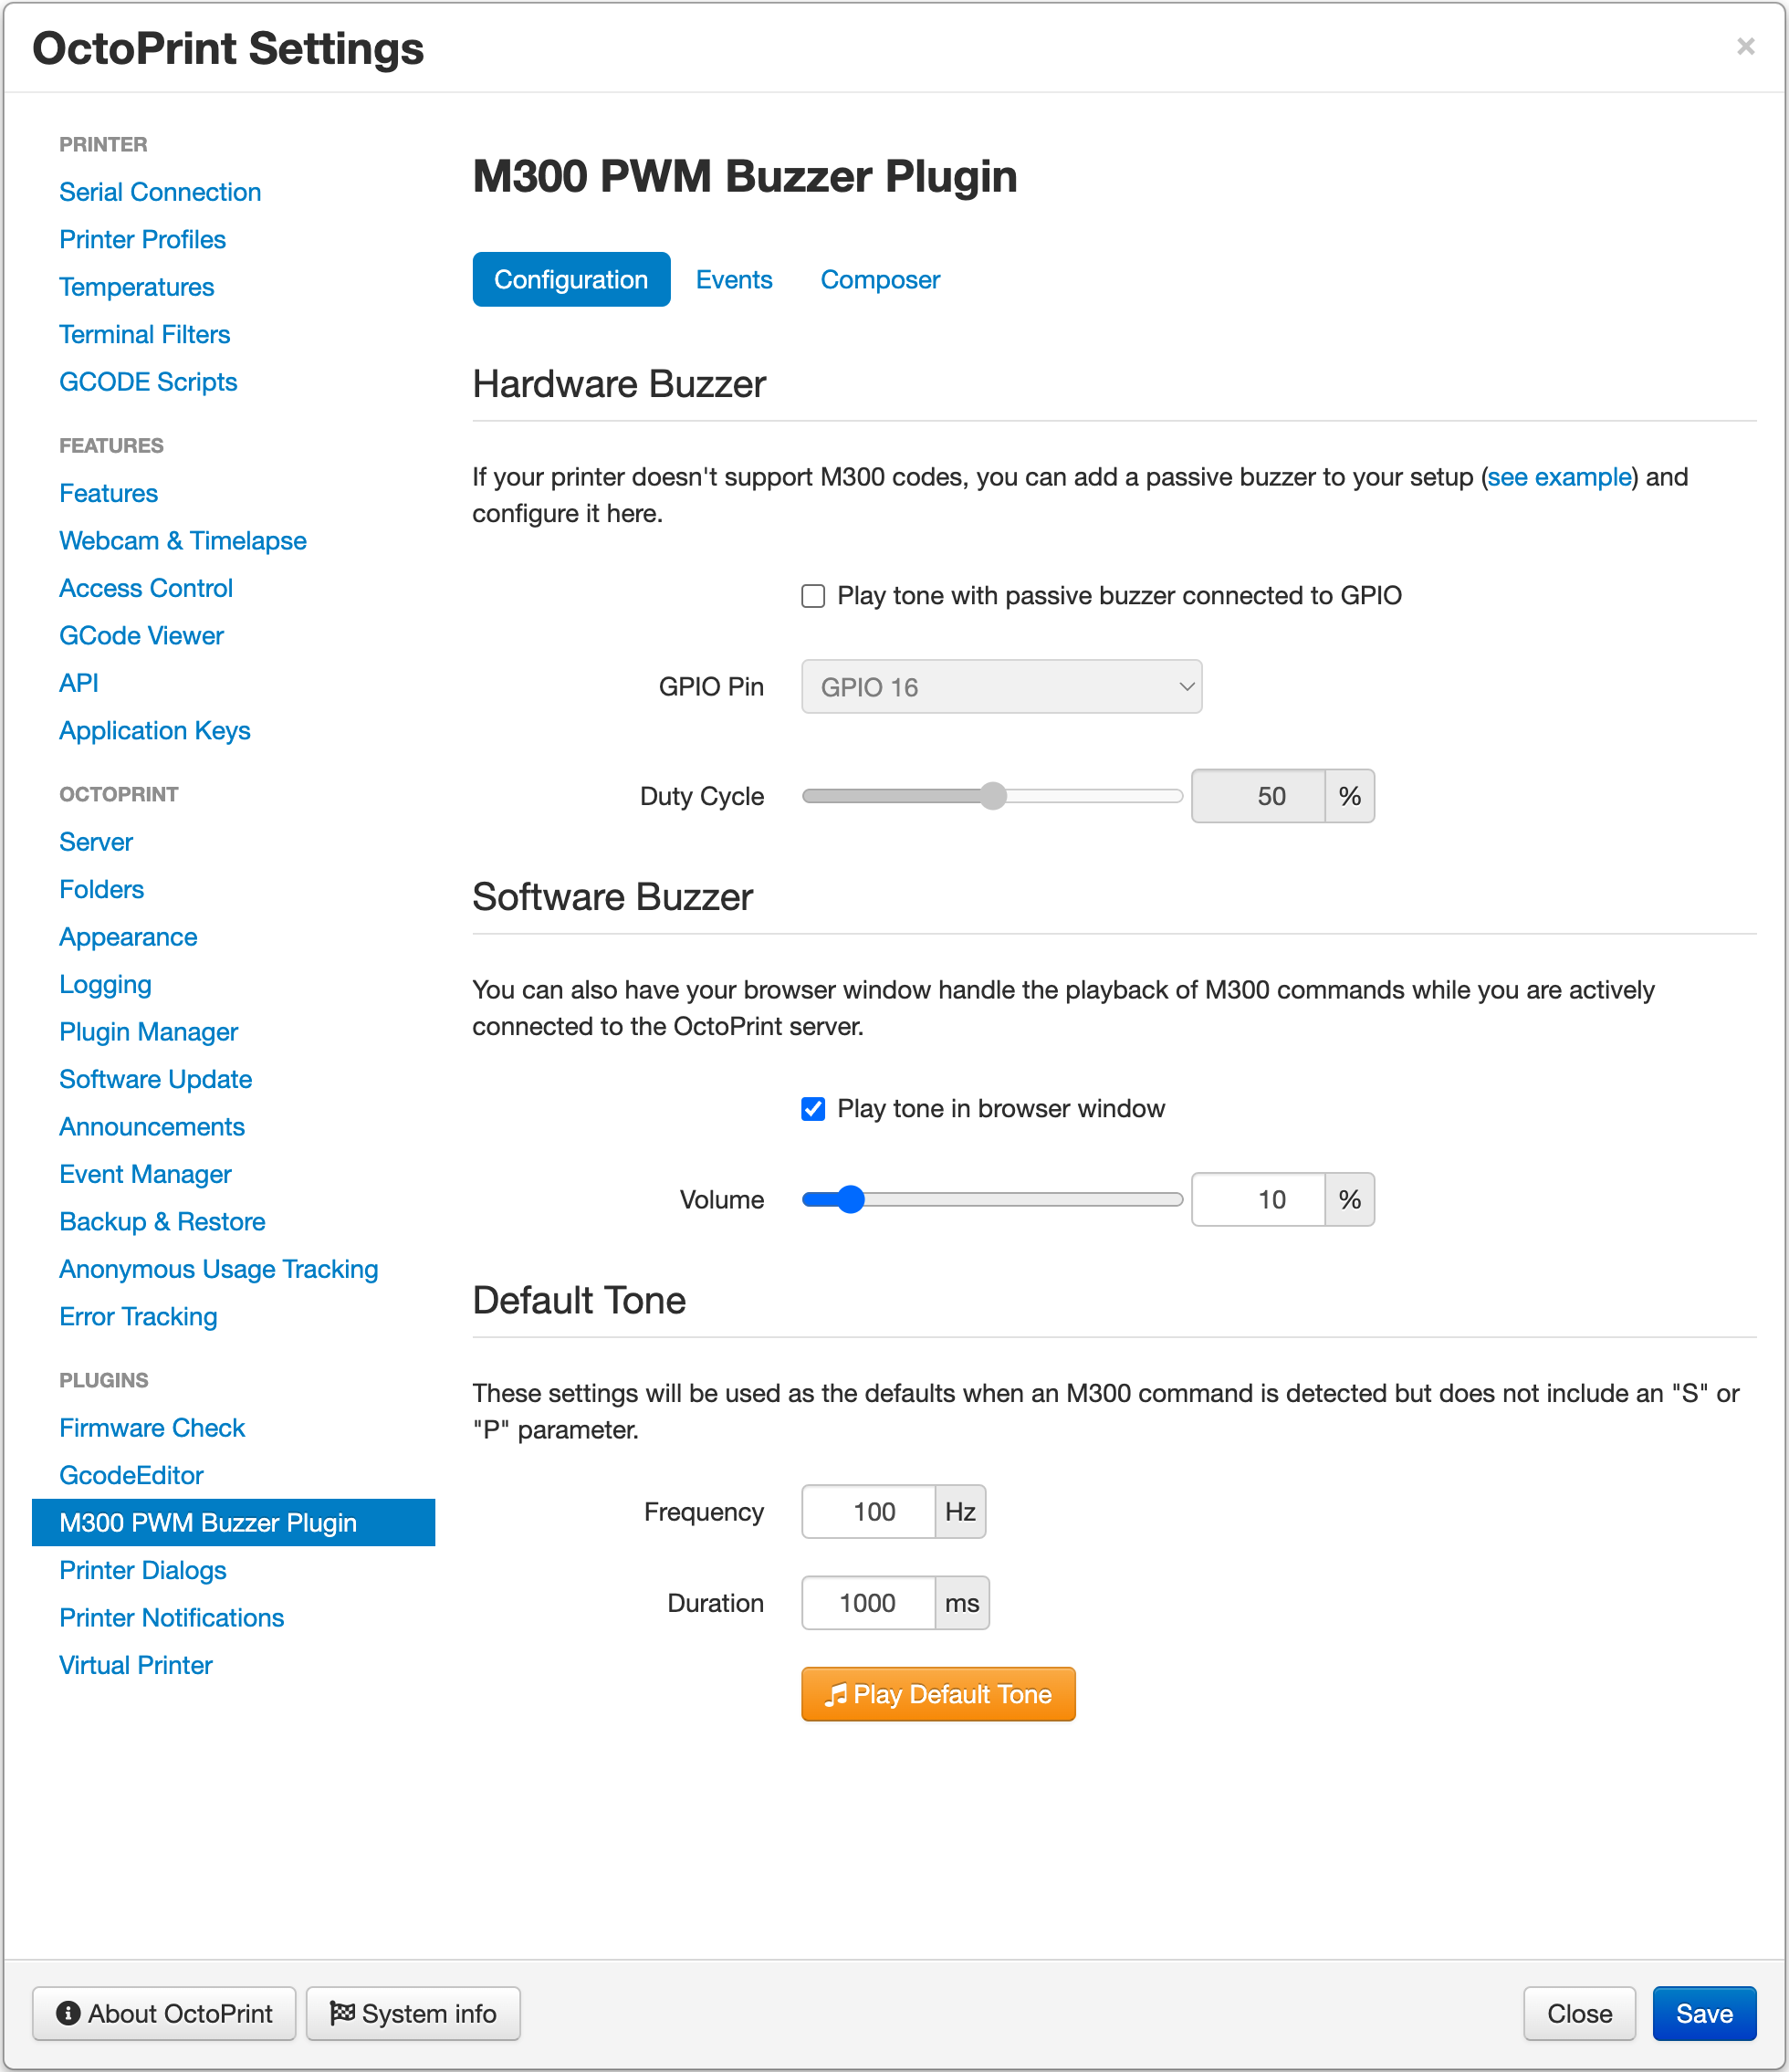 OctoPrint Settings
×
PRINTER
Serial Connection
Printer Profiles
Temperatures
Terminal Filters
GCODE Scripts
FEATURES
Features
Webcam & Timelapse
Access Control
GCode Viewer
API
Application Keys
OCTOPRINT
Server
Folders
Appearance
Logging
Plugin Manager
Software Update
Announcements
Event Manager
Backup & Restore
Anonymous Usage Tracking
Error Tracking
PLUGINS
Firmware Check
GcodeEditor
M300 PWM Buzzer Plugin
Printer Dialogs
Printer Notifications
Virtual Printer
M300 PWM Buzzer Plugin
Configuration Events Composer
Hardware Buzzer
If your printer doesn't support M300 codes, you can add a passive buzzer to your setup (see example) and
configure it here.
Play tone with passive buzzer connected to GPIO
GPIO Pin GPIO 16
Duty Cycle 50 %
Software Buzzer
You can also have your browser window handle the playback of M300 commands while you are actively
connected to the OctoPrint server.
Play tone in browser window
Volume 10 %
Default Tone
These settings will be used as the defaults when an M300 command is detected but does not include an "S" or
"P" parameter.
Frequency 100 Hz
Duration 1000 ms
Play Default Tone
About OctoPrint System info Close Save